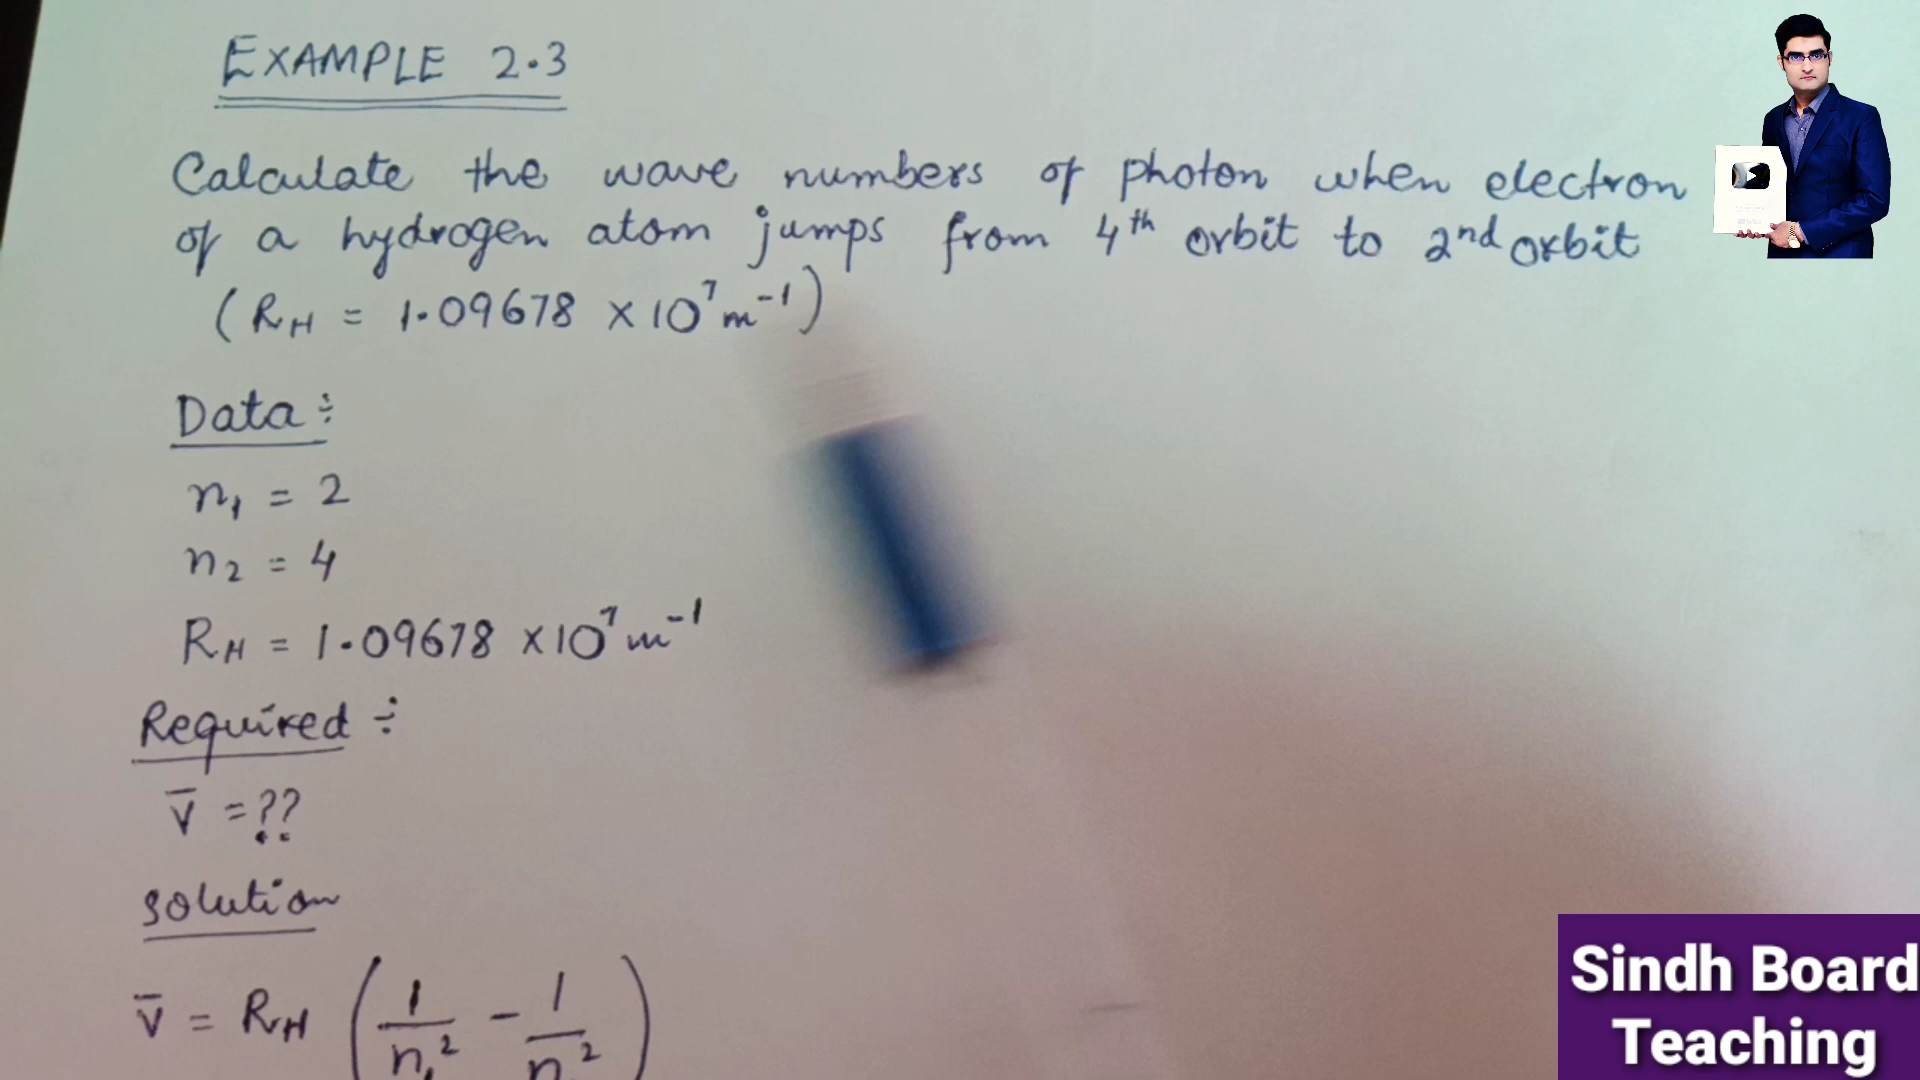 EXAMPLE 2.3
Calculate the wave numbers of photon when electron
of a hydrogen atom jumps from 4th orbit to 2nd orbit
(RH = 1.09678 × 10⁷ m⁻¹)
Data ÷
n₁ = 2
n₂ = 4
RH = 1.09678 × 10⁷ m⁻¹
Required ÷
v̅ = ??
solution
v̅ = RH (1/n₁² - 1/n²)
Sindh Board
Teaching